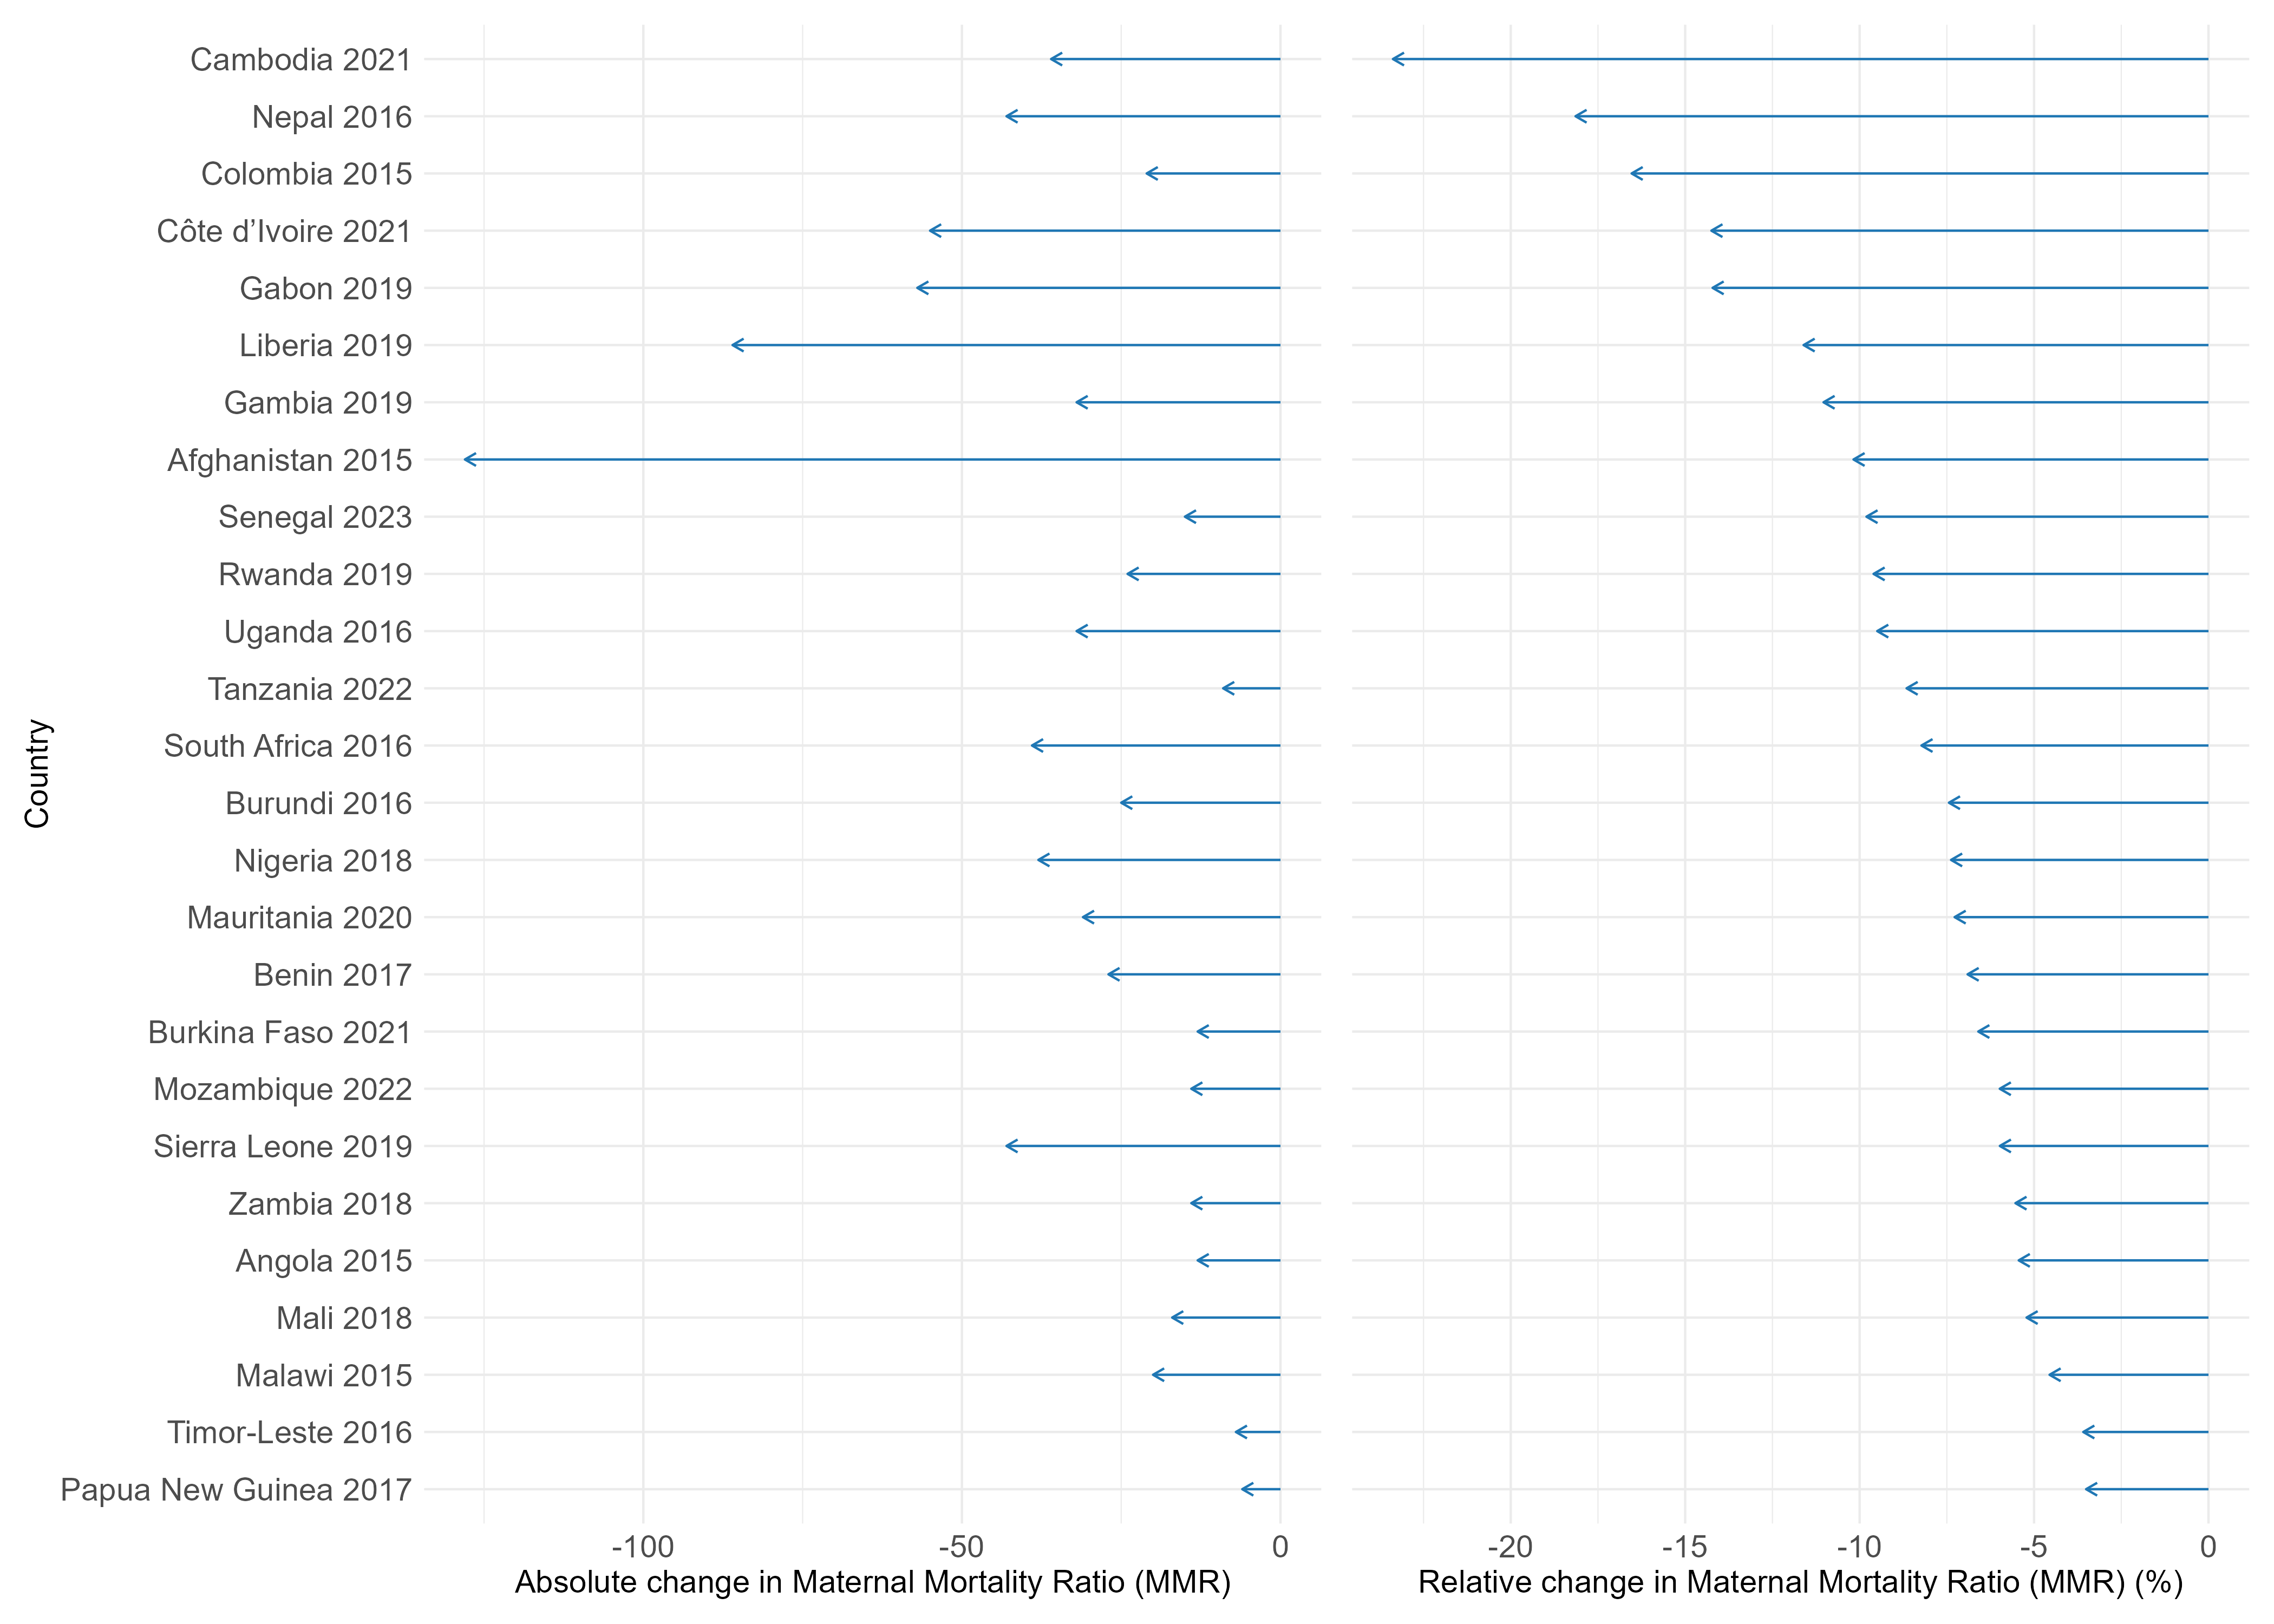 Country
Cambodia 2021
Nepal 2016
Colombia 2015
Côte d’Ivoire 2021
Gabon 2019
Liberia 2019
Gambia 2019
Afghanistan 2015
Senegal 2023
Rwanda 2019
Uganda 2016
Tanzania 2022
South Africa 2016
Burundi 2016
Nigeria 2018
Mauritania 2020
Benin 2017
Burkina Faso 2021
Mozambique 2022
Sierra Leone 2019
Zambia 2018
Angola 2015
Mali 2018
Malawi 2015
Timor-Leste 2016
Papua New Guinea 2017
-100 -50 0
Absolute change in Maternal Mortality Ratio (MMR)
-20 -15 -10 -5 0
Relative change in Maternal Mortality Ratio (MMR) (%)